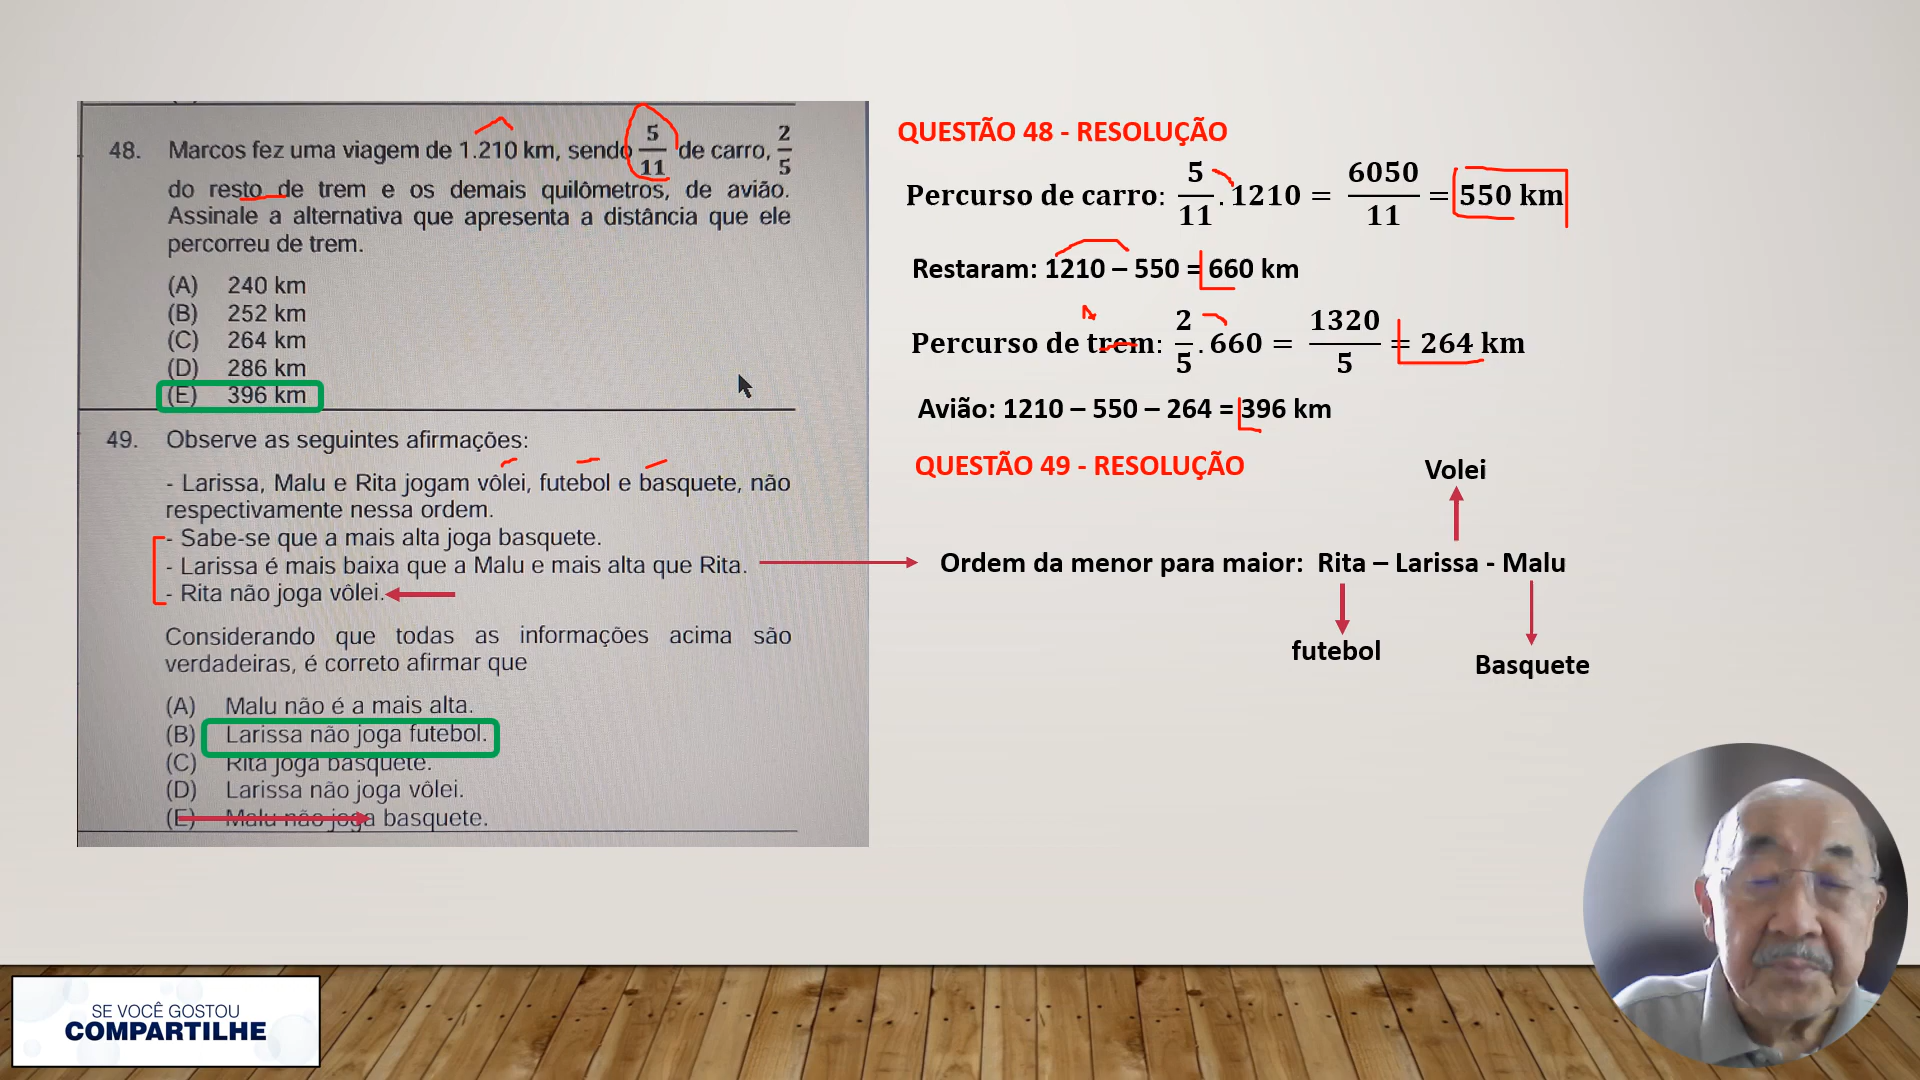 48. Marcos fez uma viagem de 1.210 km, sendo 5/11 de carro, 2/5
do resto de trem e os demais quilômetros, de avião.
Assinale a alternativa que apresenta a distância que ele
percorreu de trem.
(A) 240 km
(B) 252 km
(C) 264 km
(D) 286 km
(E) 396 km
49. Observe as seguintes afirmações:
- Larissa, Malu e Rita jogam vôlei, futebol e basquete, não
respectivamente nessa ordem.
- Sabe-se que a mais alta joga basquete.
- Larissa é mais baixa que a Malu e mais alta que Rita.
- Rita não joga vôlei.
Considerando que todas as informações acima são
verdadeiras, é correto afirmar que
(A) Malu não é a mais alta.
(B) Larissa não joga futebol.
(C) Rita joga basquete.
(D) Larissa não joga vôlei.
(E) Malu não joga basquete.
QUESTÃO 48 - RESOLUÇÃO
Percurso de carro: 5/11 . 1210 = 6050/11 = 550 km
Restaram: 1210 – 550 = 660 km
Percurso de trem: 2/5 . 660 = 1320/5 = 264 km
Avião: 1210 – 550 – 264 = 396 km
QUESTÃO 49 - RESOLUÇÃO
Volei
Ordem da menor para maior: Rita – Larissa - Malu
futebol
Basquete
SE VOCÊ GOSTOU
COMPARTILHE